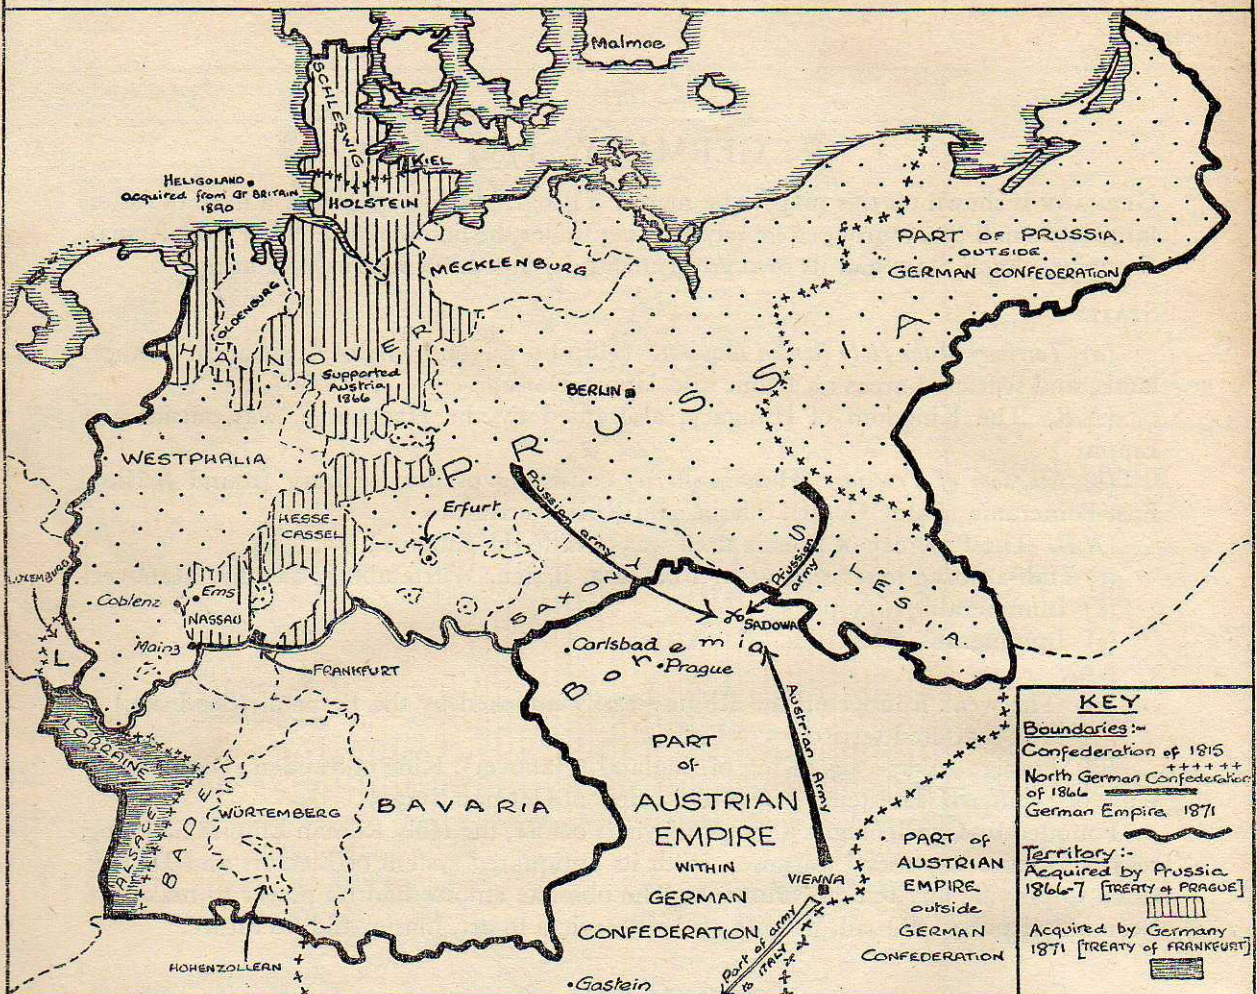 Malmoe
SCHLESWIG
KIEL
HELIGOLAND
acquired from Gt BRITAIN
1890
HOLSTEIN
MECKLENBURG
OLDENBURG
PART OF PRUSSIA
OUTSIDE
GERMAN CONFEDERATION
HANOVER
Supported
Austria
1866
BERLIN
PRUSSIA
WESTPHALIA
Erfurt
HESSE-
CASSEL
Prussian army
Prussian
army
SILESIA
SAXONY
LUXEMBURG
L
Coblenz
Ems
NASSAU
Mainz
FRANKFURT
SADOWA
Carlsbad
Bohemia
Prague
Austrian Army
LORRAINE
ALSACE
BADEN
WÜRTEMBERG
BAVARIA
HOHENZOLLERN
PART
of
AUSTRIAN
EMPIRE
WITHIN
GERMAN
CONFEDERATION
VIENNA
Part of army
to ITALY
Gastein
PART of
AUSTRIAN
EMPIRE
outside
GERMAN
CONFEDERATION
KEY
Boundaries:-
Confederation of 1815
North German Confederation
of 1866
German Empire 1871
Territory:-
Acquired by Prussia
1866-7 [TREATY of PRAGUE]
Acquired by Germany
1871 [TREATY of FRANKFURT]